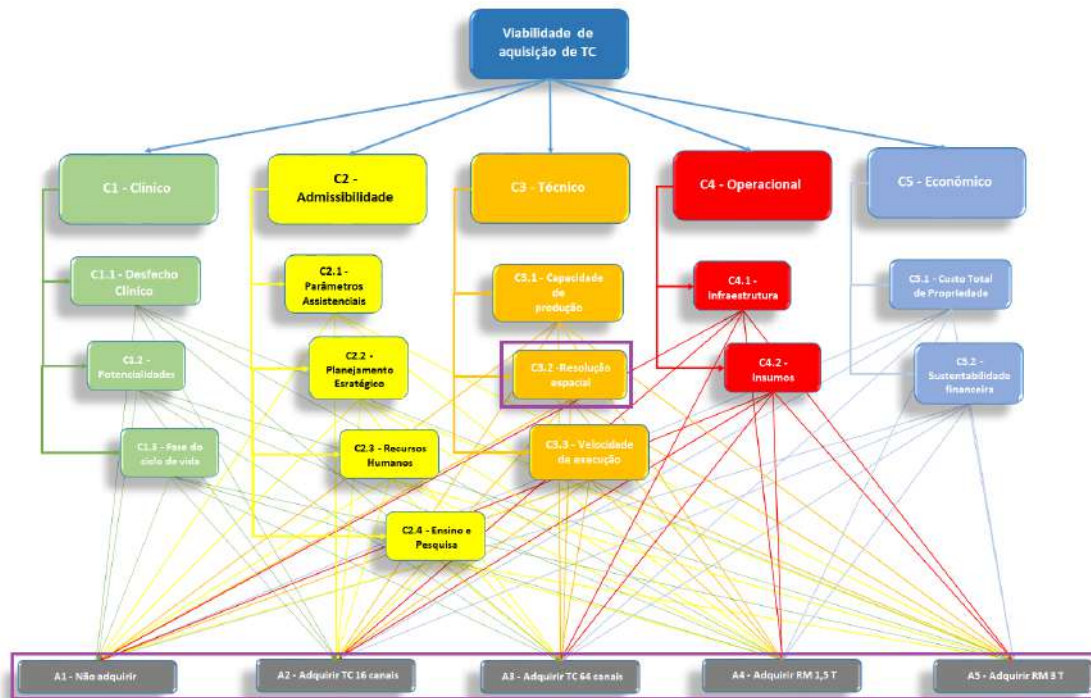 Viabilidade de
aquisição de TC
C1 - Clínico
C2 -
Admissibilidade
C3 - Técnico
C4 - Operacional
C5 - Econômico
C1.1 - Desfecho
Clínico
C2.1 -
Parâmetros
Assistenciais
C3.1 - Capacidade
de
produção
C4.1 -
Infraestrutura
C5.1 - Custo Total
de Propriedade
C1.2 -
Potencialidades
C2.2 -
Planejamento
Esratégico
C3.2 -Resolução
espacial
C4.2 -
Insumos
C5.2 -
Sustentabilidade
financeira
C1.3 - Fase do
ciclo de vida
C2.3 - Recursos
Humanos
C3.3 - Velocidade
de execução
C2.4 - Ensino e
Pesquisa
A1 - Não adquirir
A2 - Adquirir TC 16 canais
A3 - Adquirir TC 64 canais
A4 - Adquirir RM 1,5 T
A5 - Adquirir RM 3 T